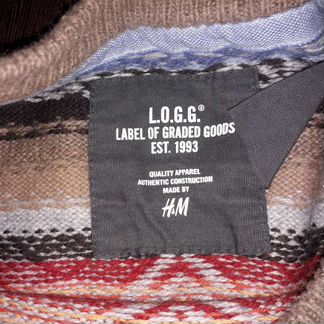 L.O.G.G.®
LABEL OF GRADED GOODS
EST. 1993
QUALITY APPAREL
AUTHENTIC CONSTRUCTION
MADE BY
H&M